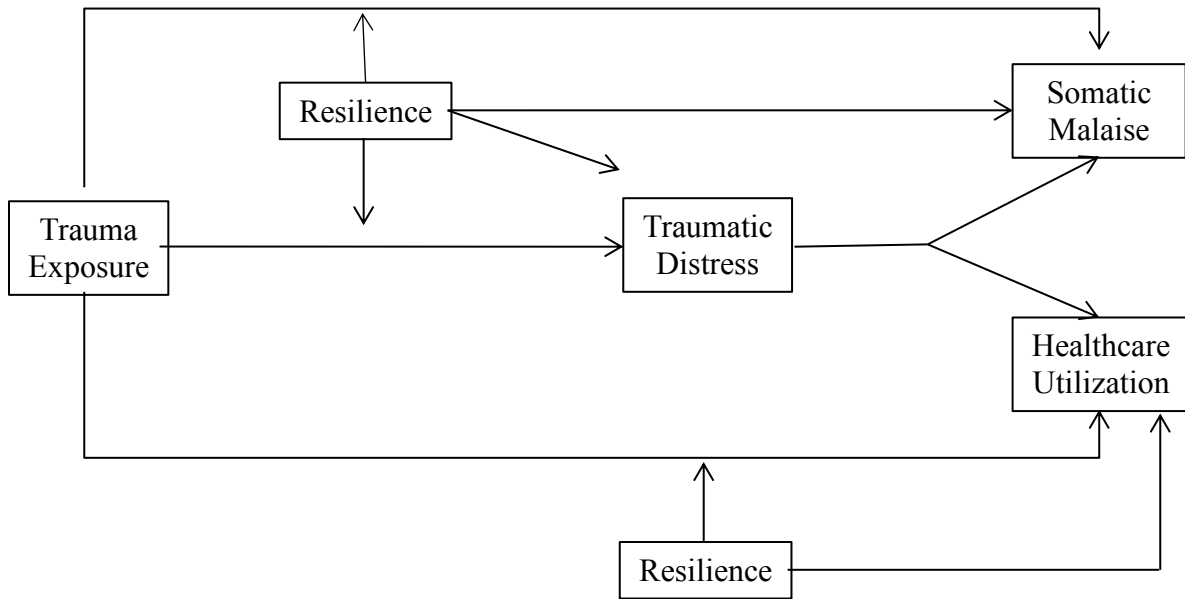 Resilience
Somatic
Malaise
Trauma
Exposure
Traumatic
Distress
Healthcare
Utilization
Resilience